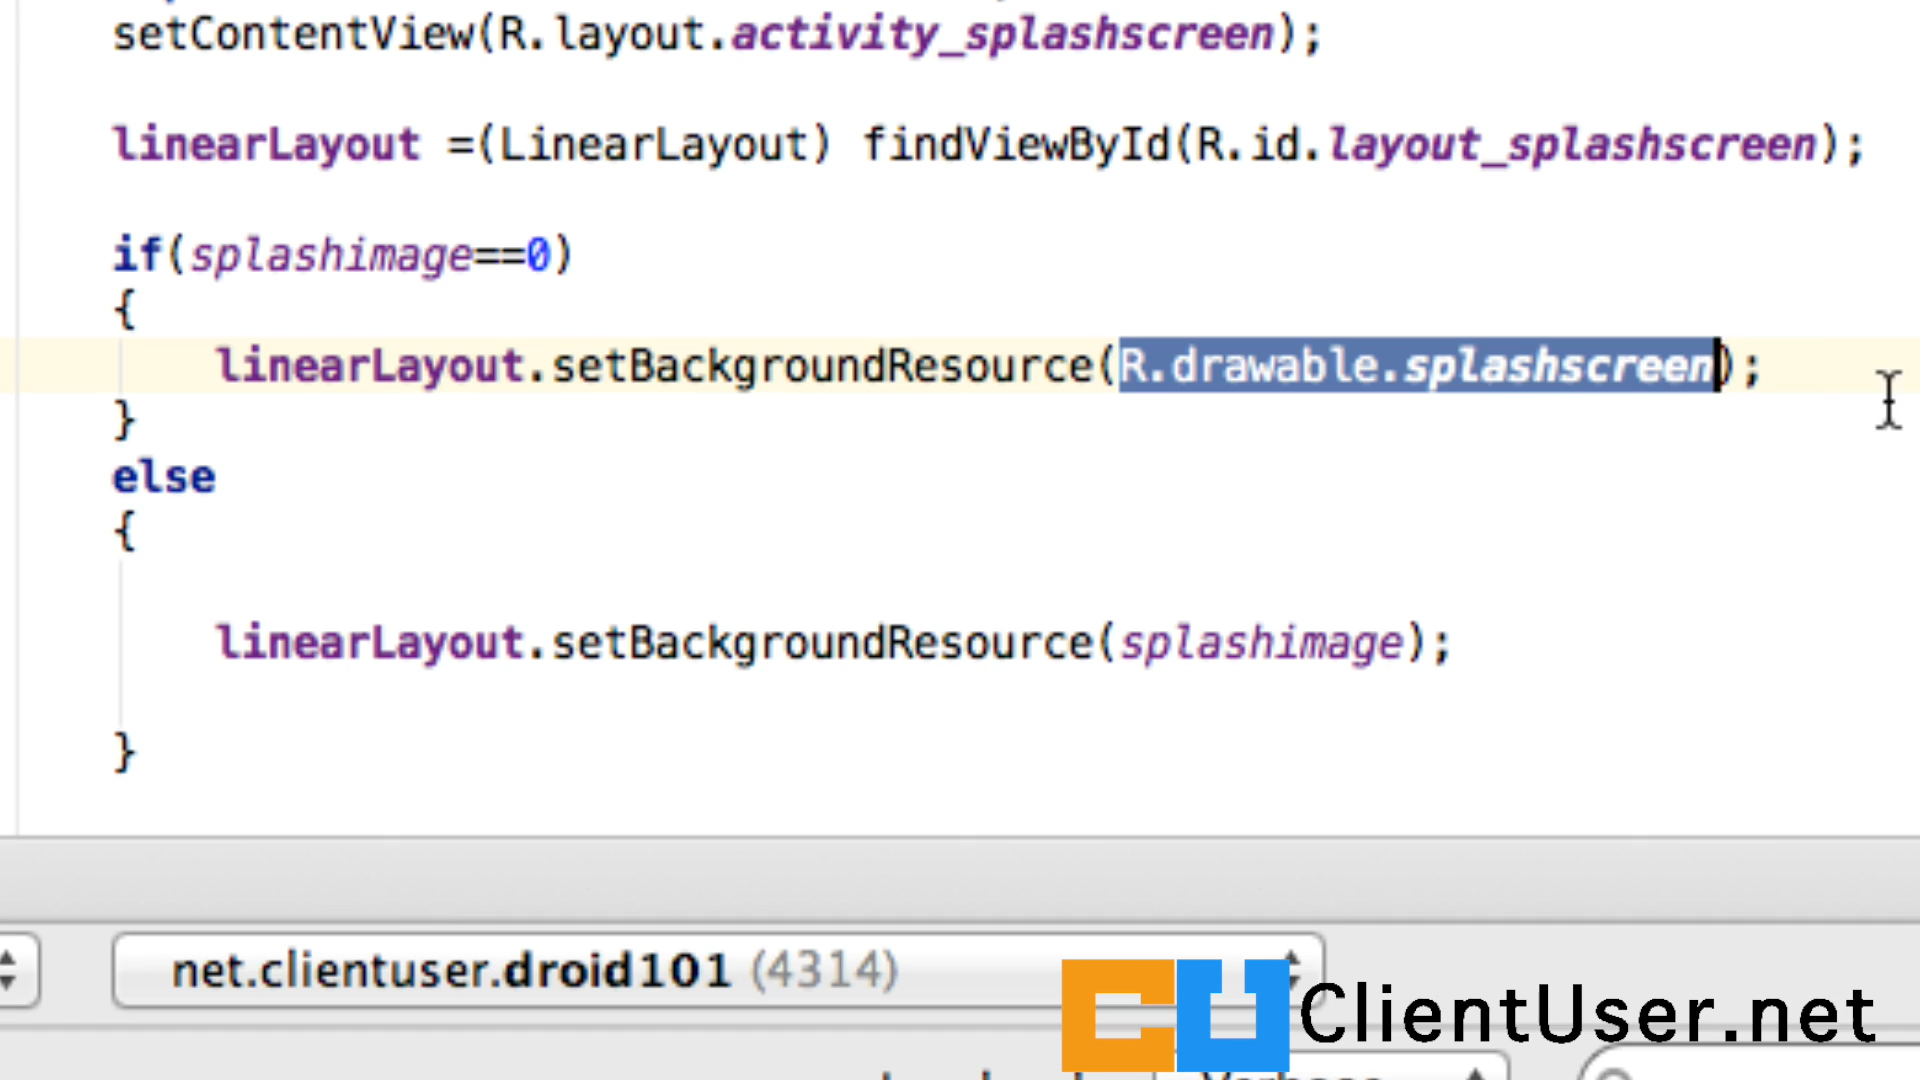 setContentView(R.layout.activity_splashscreen);
linearLayout =(LinearLayout) findViewById(R.id.layout_splashscreen);
if(splashimage==0)
{
linearLayout.setBackgroundResource(R.drawable.splashscreen);
}
else
{
linearLayout.setBackgroundResource(splashimage);
}
net.clientuser.droid101 (4314)
CU ClientUser.net